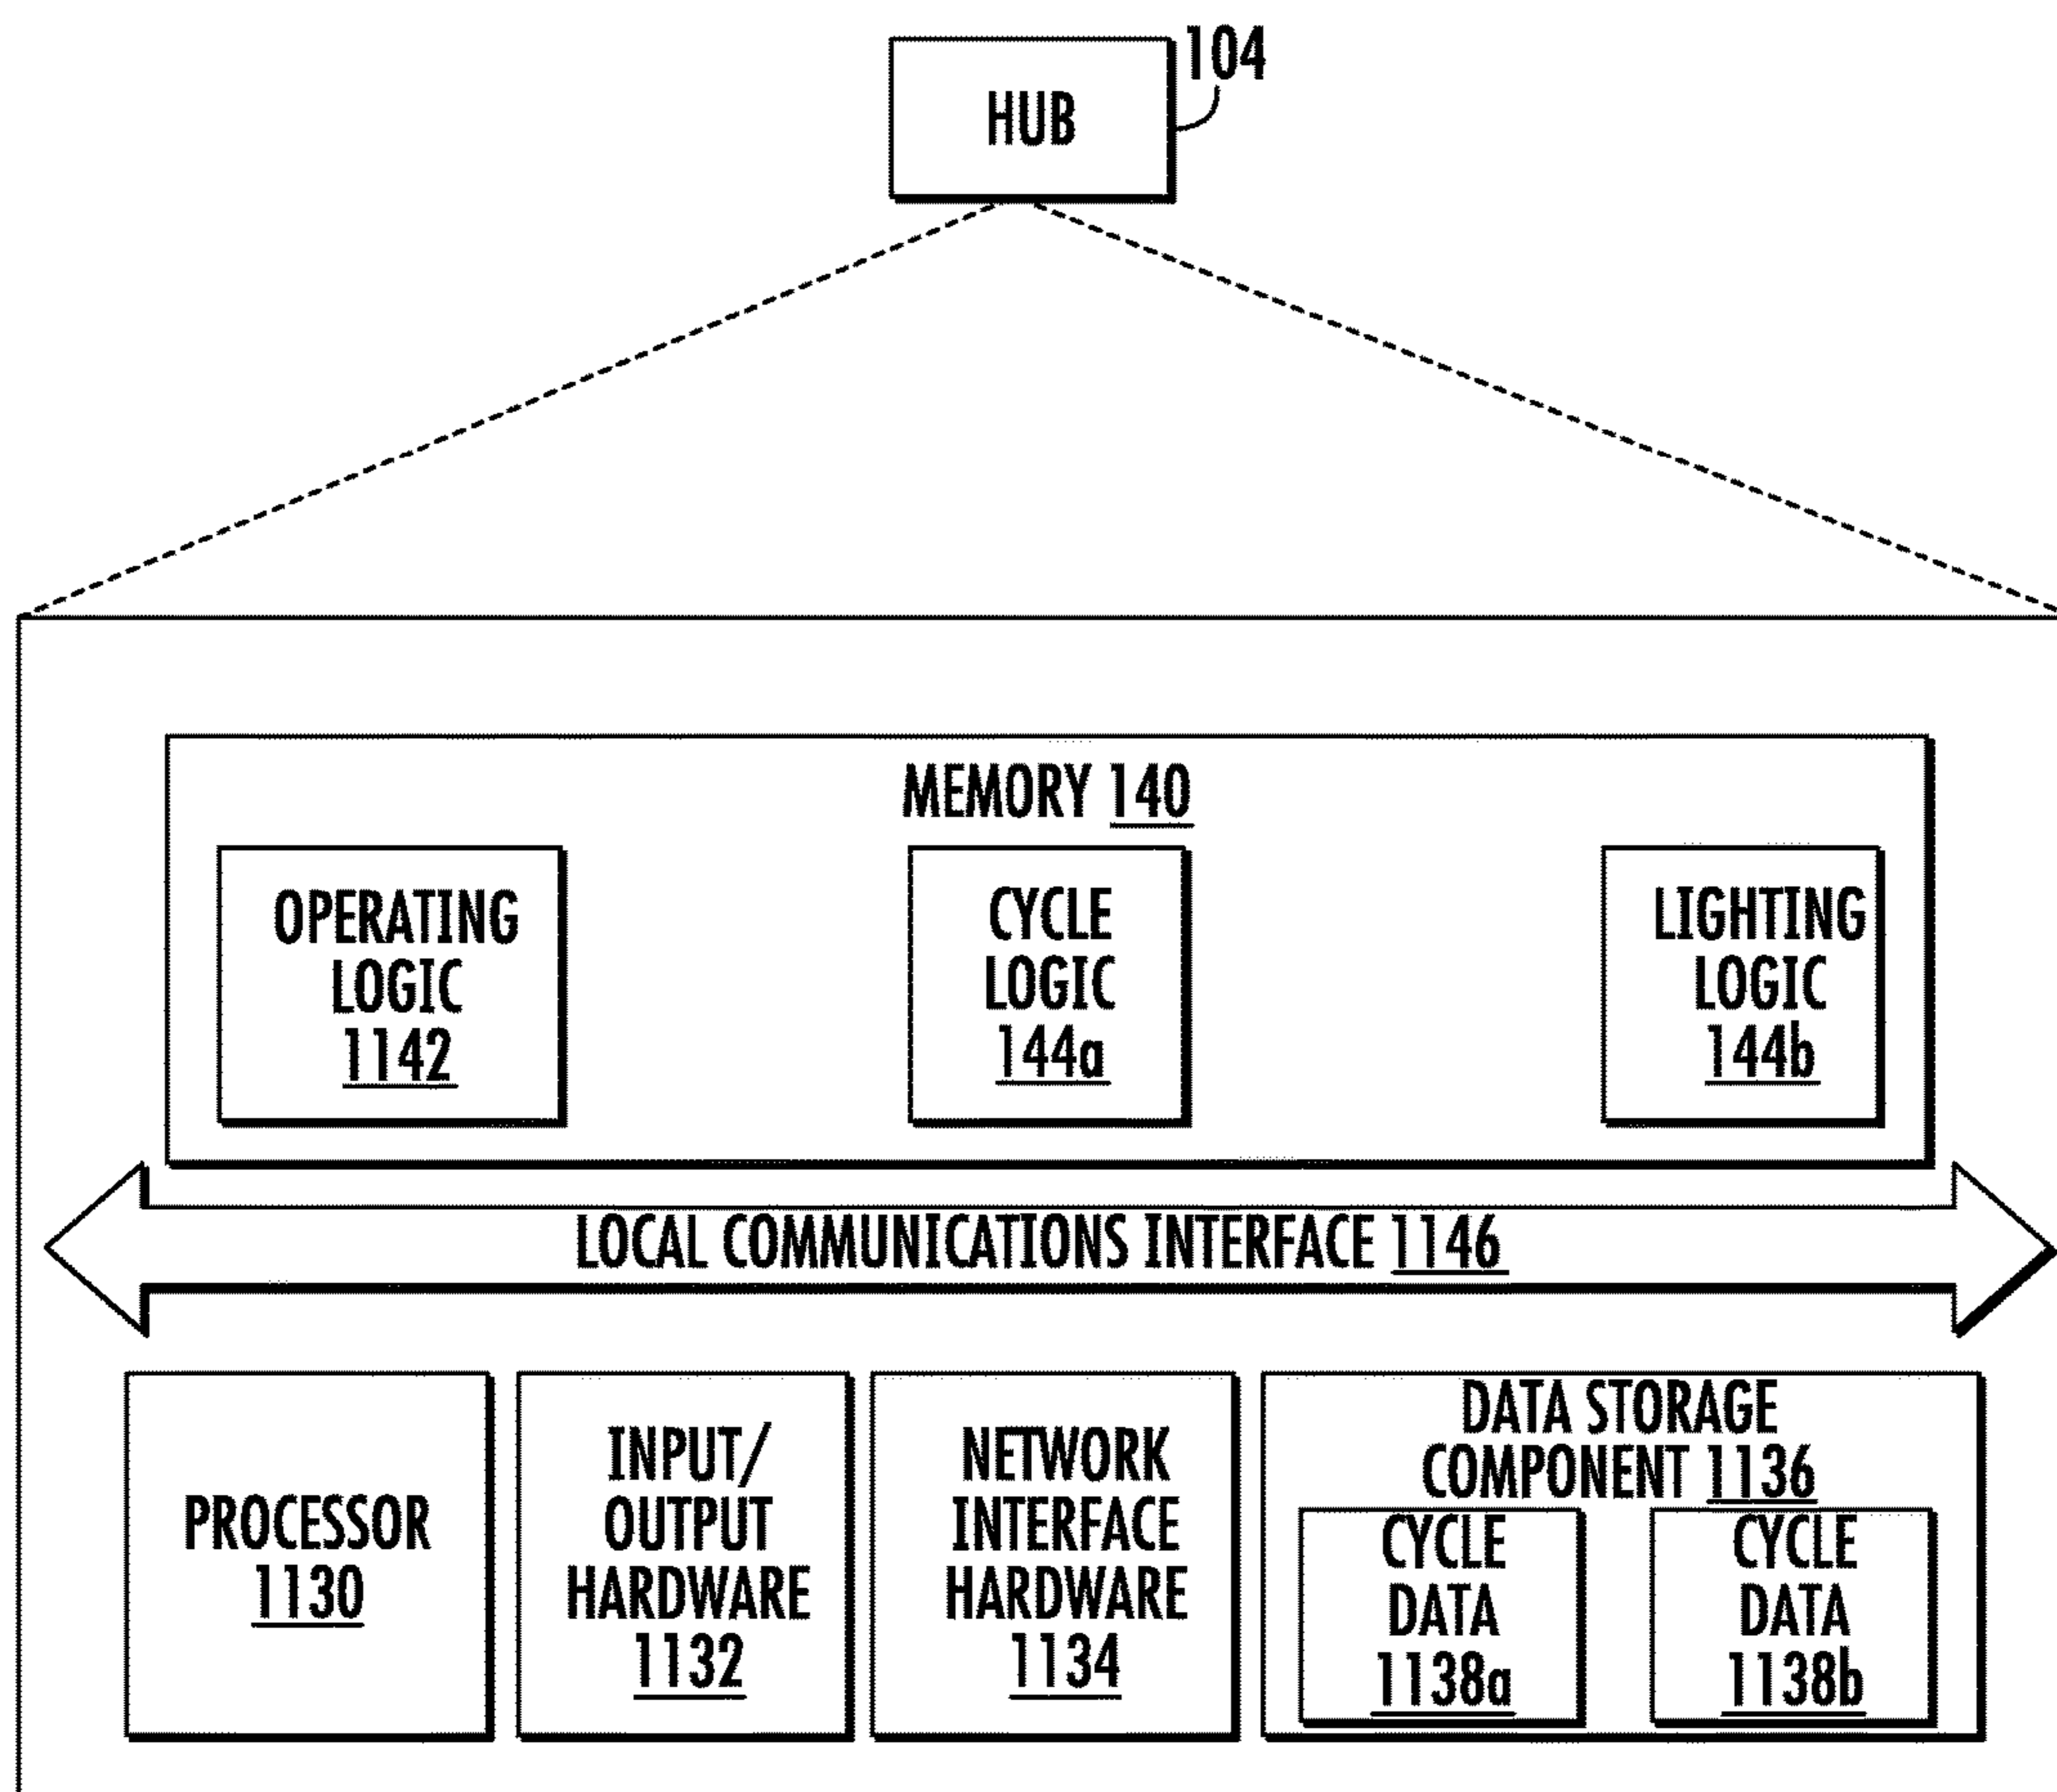 104
HUB
MEMORY 140
OPERATING
LOGIC
1142
CYCLE
LOGIC
144a
LIGHTING
LOGIC
144b
LOCAL COMMUNICATIONS INTERFACE 1146
PROCESSOR
1130
INPUT/
OUTPUT
HARDWARE
1132
NETWORK
INTERFACE
HARDWARE
1134
DATA STORAGE
COMPONENT 1136
CYCLE
DATA
1138a
CYCLE
DATA
1138b